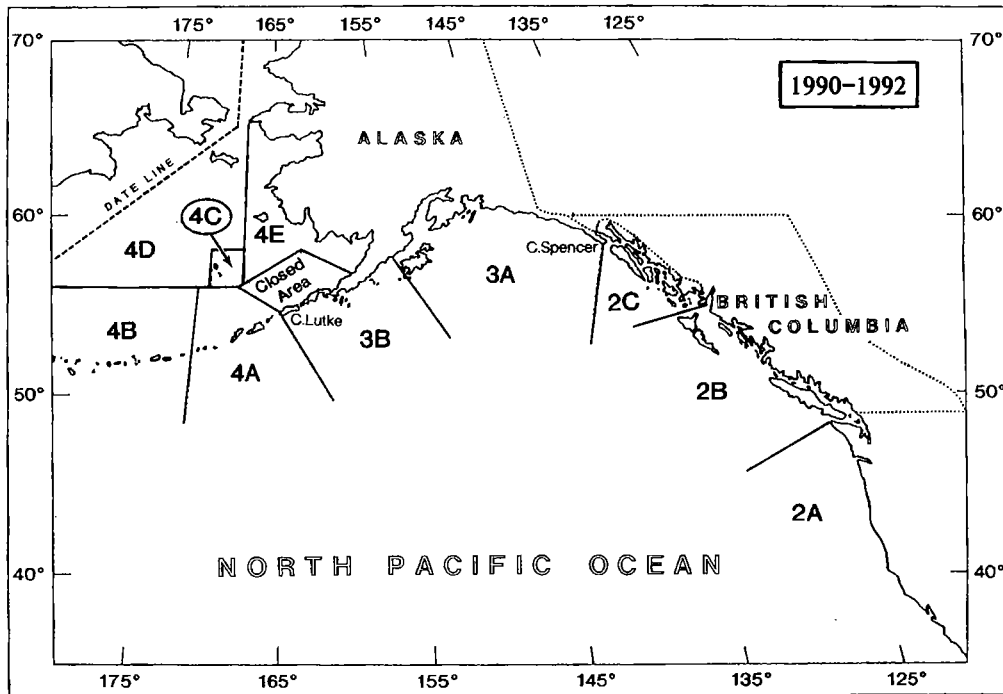 175° 165° 155° 145° 135° 125°
70° 70°
1990-1992
ALASKA
DATE LINE
60° 60°
4C
4D
4E
C.Spencer
Closed
Area
3A
2C
BRITISH
COLUMBIA
C.Lutke
4B
3B
4A
50° 50°
2B
2A
NORTH PACIFIC OCEAN
40° 40°
175° 165° 155° 145° 135° 125°